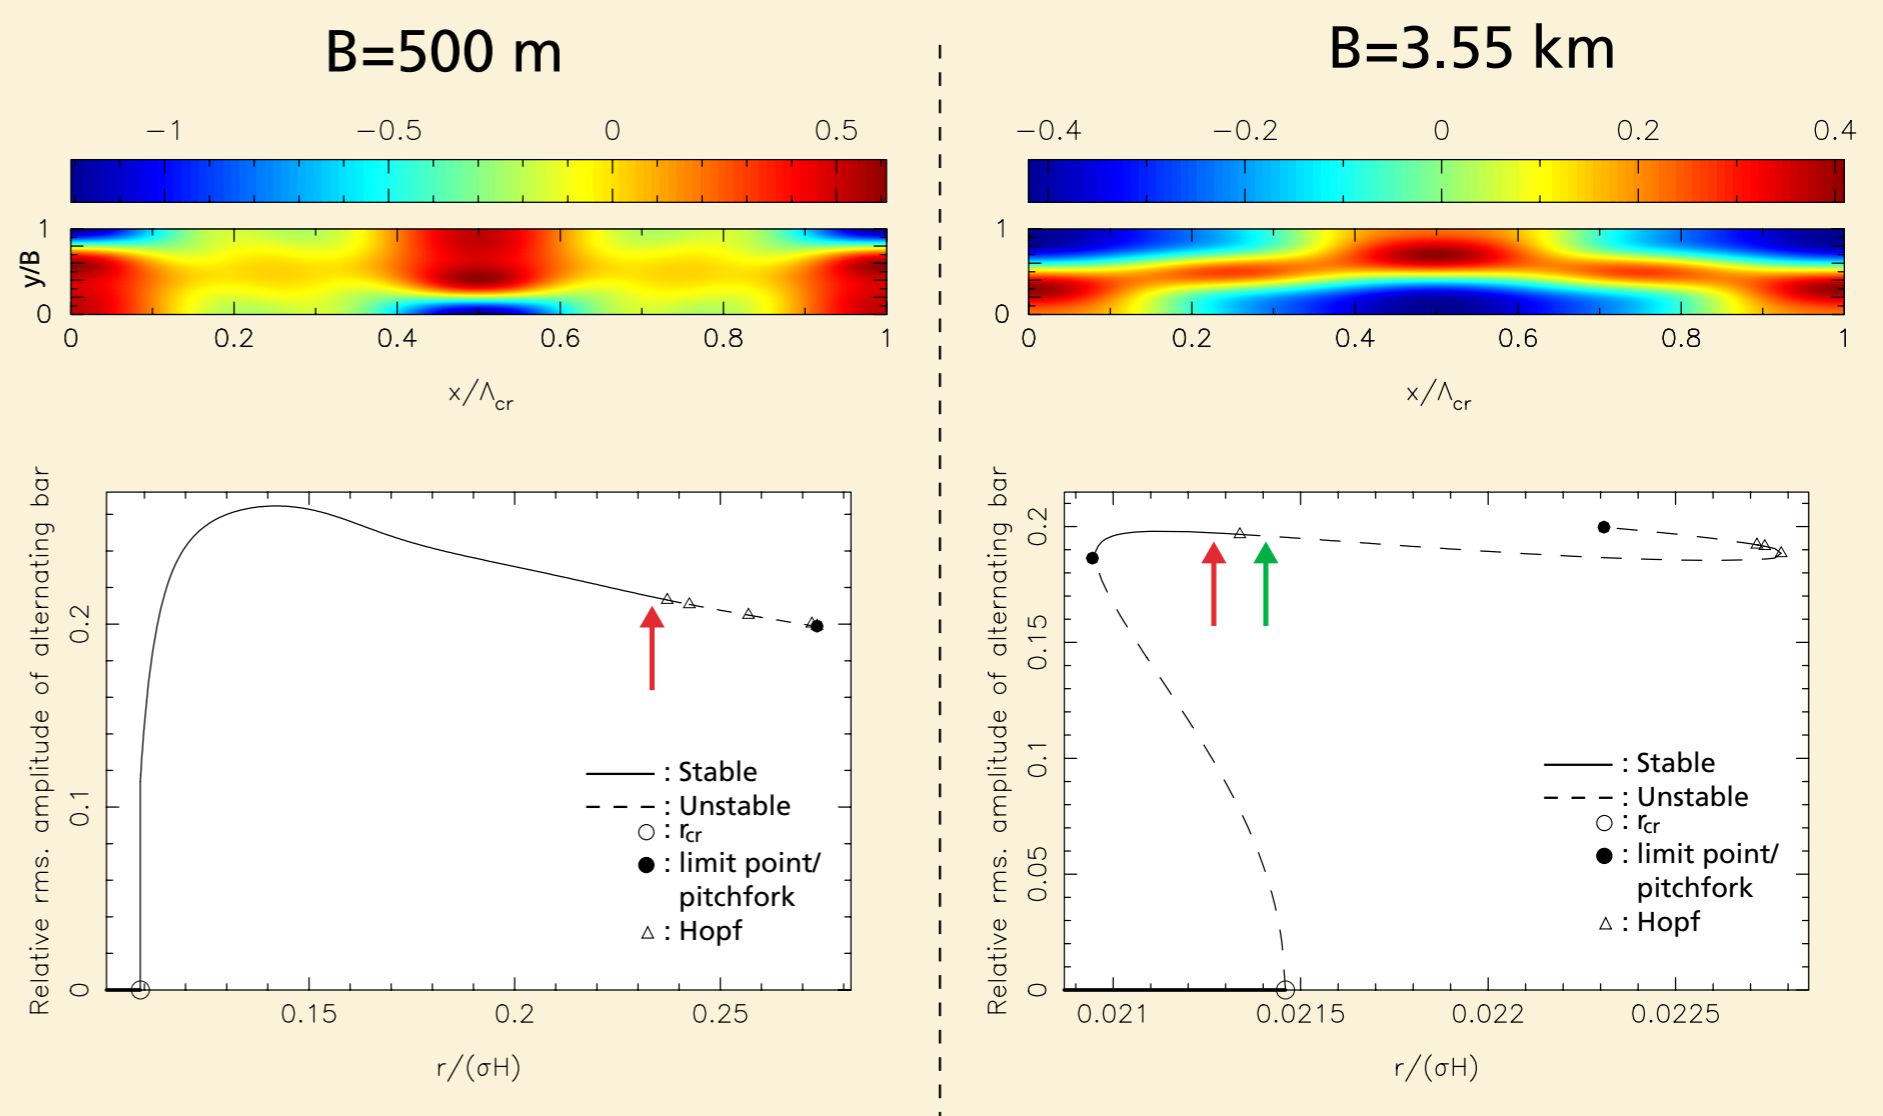 B=500 m
−1 −0.5 0 0.5
y/B
1
0
0 0.2 0.4 0.6 0.8 1
x/Λcr
Relative rms. amplitude of alternating bar
0.2
0.1
0
: Stable
: Unstable
: rcr
: limit point/
pitchfork
: Hopf
0.15 0.2 0.25
r/(σH)
B=3.55 km
−0.4 −0.2 0 0.2 0.4
1
0
0 0.2 0.4 0.6 0.8 1
x/Λcr
Relative rms. amplitude of alternating bar
0.2
0.15
0.1
0.05
0
: Stable
: Unstable
: rcr
: limit point/
pitchfork
: Hopf
0.021 0.0215 0.022 0.0225
r/(σH)